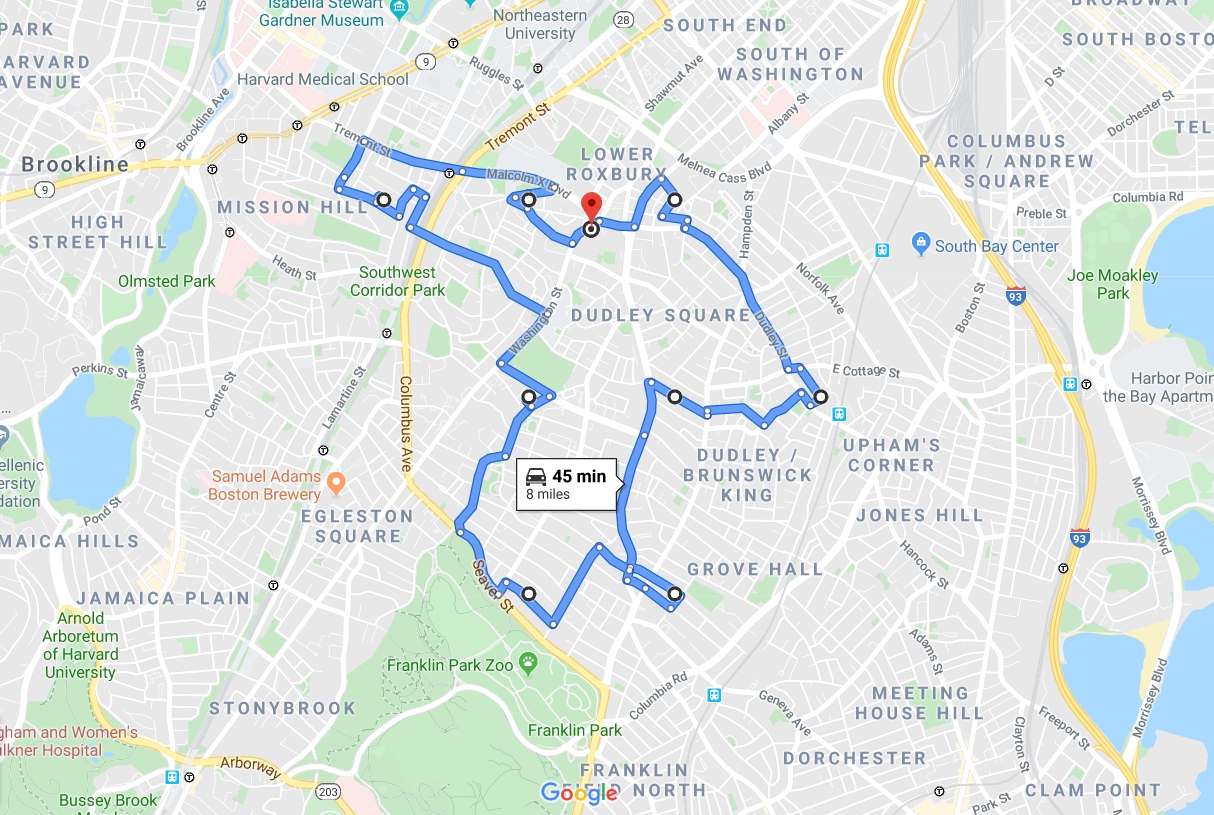 Isabella Stewart
Gardner Museum
Northeastern
University
28
SOUTH END
BROADWAY
PARK
SOUTH BOSTO
ARVARD
AVENUE
9
Ruggles St
Shawmut Ave
SOUTH OF
WASHINGTON
D St
Harvard Medical School
Brookline Ave
Tremont St
Albany St
Dorchester St
TEL
Tremont St
COLUMBUS
PARK / ANDREW
SQUARE
Brookline
LOWER
ROXBURY
Melnea Cass Blvd
9
Malcolm X Blvd
Columbia Rd
MISSION HILL
Preble St
HIGH
STREET HILL
Hampden St
South Bay Center
Heath St
Olmsted Park
Southwest
Corridor Park
Norfolk Ave
Joe Moakley
Park
93
Boston St
DUDLEY SQUARE
Washington St
Dudley St
Perkins St
Jamaicaway
Centre St
Lamartine St
Columbus Ave
E Cottage St
Harbor Poin
the Bay Apartm
ellenic
ersity
dation
UPHAM'S
CORNER
DUDLEY /
BRUNSWICK
KING
45 min
8 miles
Samuel Adams
Boston Brewery
Pond St
EGLESTON
SQUARE
JONES HILL
Morrissey Blvd
MAICA HILLS
93
Hancock St
Seaver St
GROVE HALL
JAMAICA PLAIN
Arnold
Arboretum
of Harvard
University
Adams St
Franklin Park Zoo
Columbia Rd
Morrissey Blvd
STONYBROOK
Geneva Ave
MEETING
HOUSE HILL
gham and Women's
ulkner Hospital
Franklin Park
Freeport St
Clayton St
Arborway
DORCHESTER
FRANKLIN
FIELD NORTH
Google
203
Bussey Brook
Park St
CLAM POINT